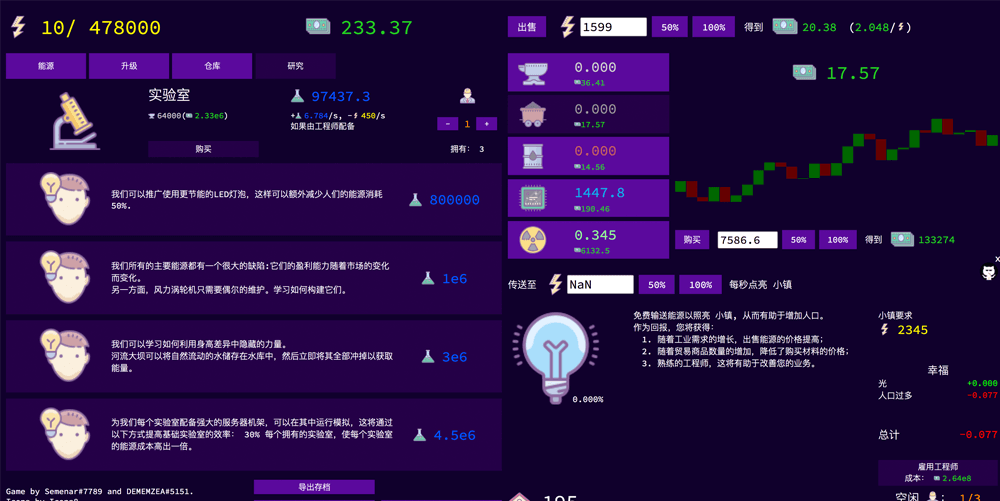 10/ 478000
233.37
能源
升级
仓库
研究
实验室
97437.3
64000(2.33e6)
+6.784/s, -450/s
如果由工程师配备
- 1 +
购买
拥有: 3
我们可以推广使用更节能的LED灯泡，这样可以额外减少人们的能源消耗
50%.
800000
我们所有的主要能源都有一个很大的缺陷:它们的盈利能力随着市场的变化
而变化。
另一方面，风力涡轮机只需要偶尔的维护。学习如何构建它们。
1e6
我们可以学习如何利用身高差异中隐藏的力量。
河流大坝可以将自然流动的水储存在水库中，然后立即将其全部冲掉以获取
能量。
3e6
为我们每个实验室配备强大的服务器机架，可以在其中运行模拟，这将通过
以下方式提高基础实验室的效率： 30% 每个拥有的实验室，使每个实验室
的能源成本高出一倍。
4.5e6
Game by Semenar#7789 and DEMEMZEA#5151.
导出存档
出售
1599
50%
100%
得到
20.38 (2.048/)
0.000
36.41
0.000
17.57
0.000
14.56
1447.8
190.46
0.345
6132.5
17.57
购买
7586.6
50%
100%
得到
133274
x
传送至
NaN
50%
100%
每秒点亮 小镇
免费输送能源以照亮 小镇，从而有助于增加人口。
作为回报，您将获得:
1. 随着工业需求的增长，出售能源的价格提高;
2. 随着贸易商品数量的增加，降低了购买材料的价格;
3. 熟练的工程师，这将有助于改善您的业务。
0.000%
小镇要求
2345
幸福
光 +0.000
人口过多 -0.077
总计 -0.077
雇用工程师
成本: 2.64e8
空闲 : 1/3
195